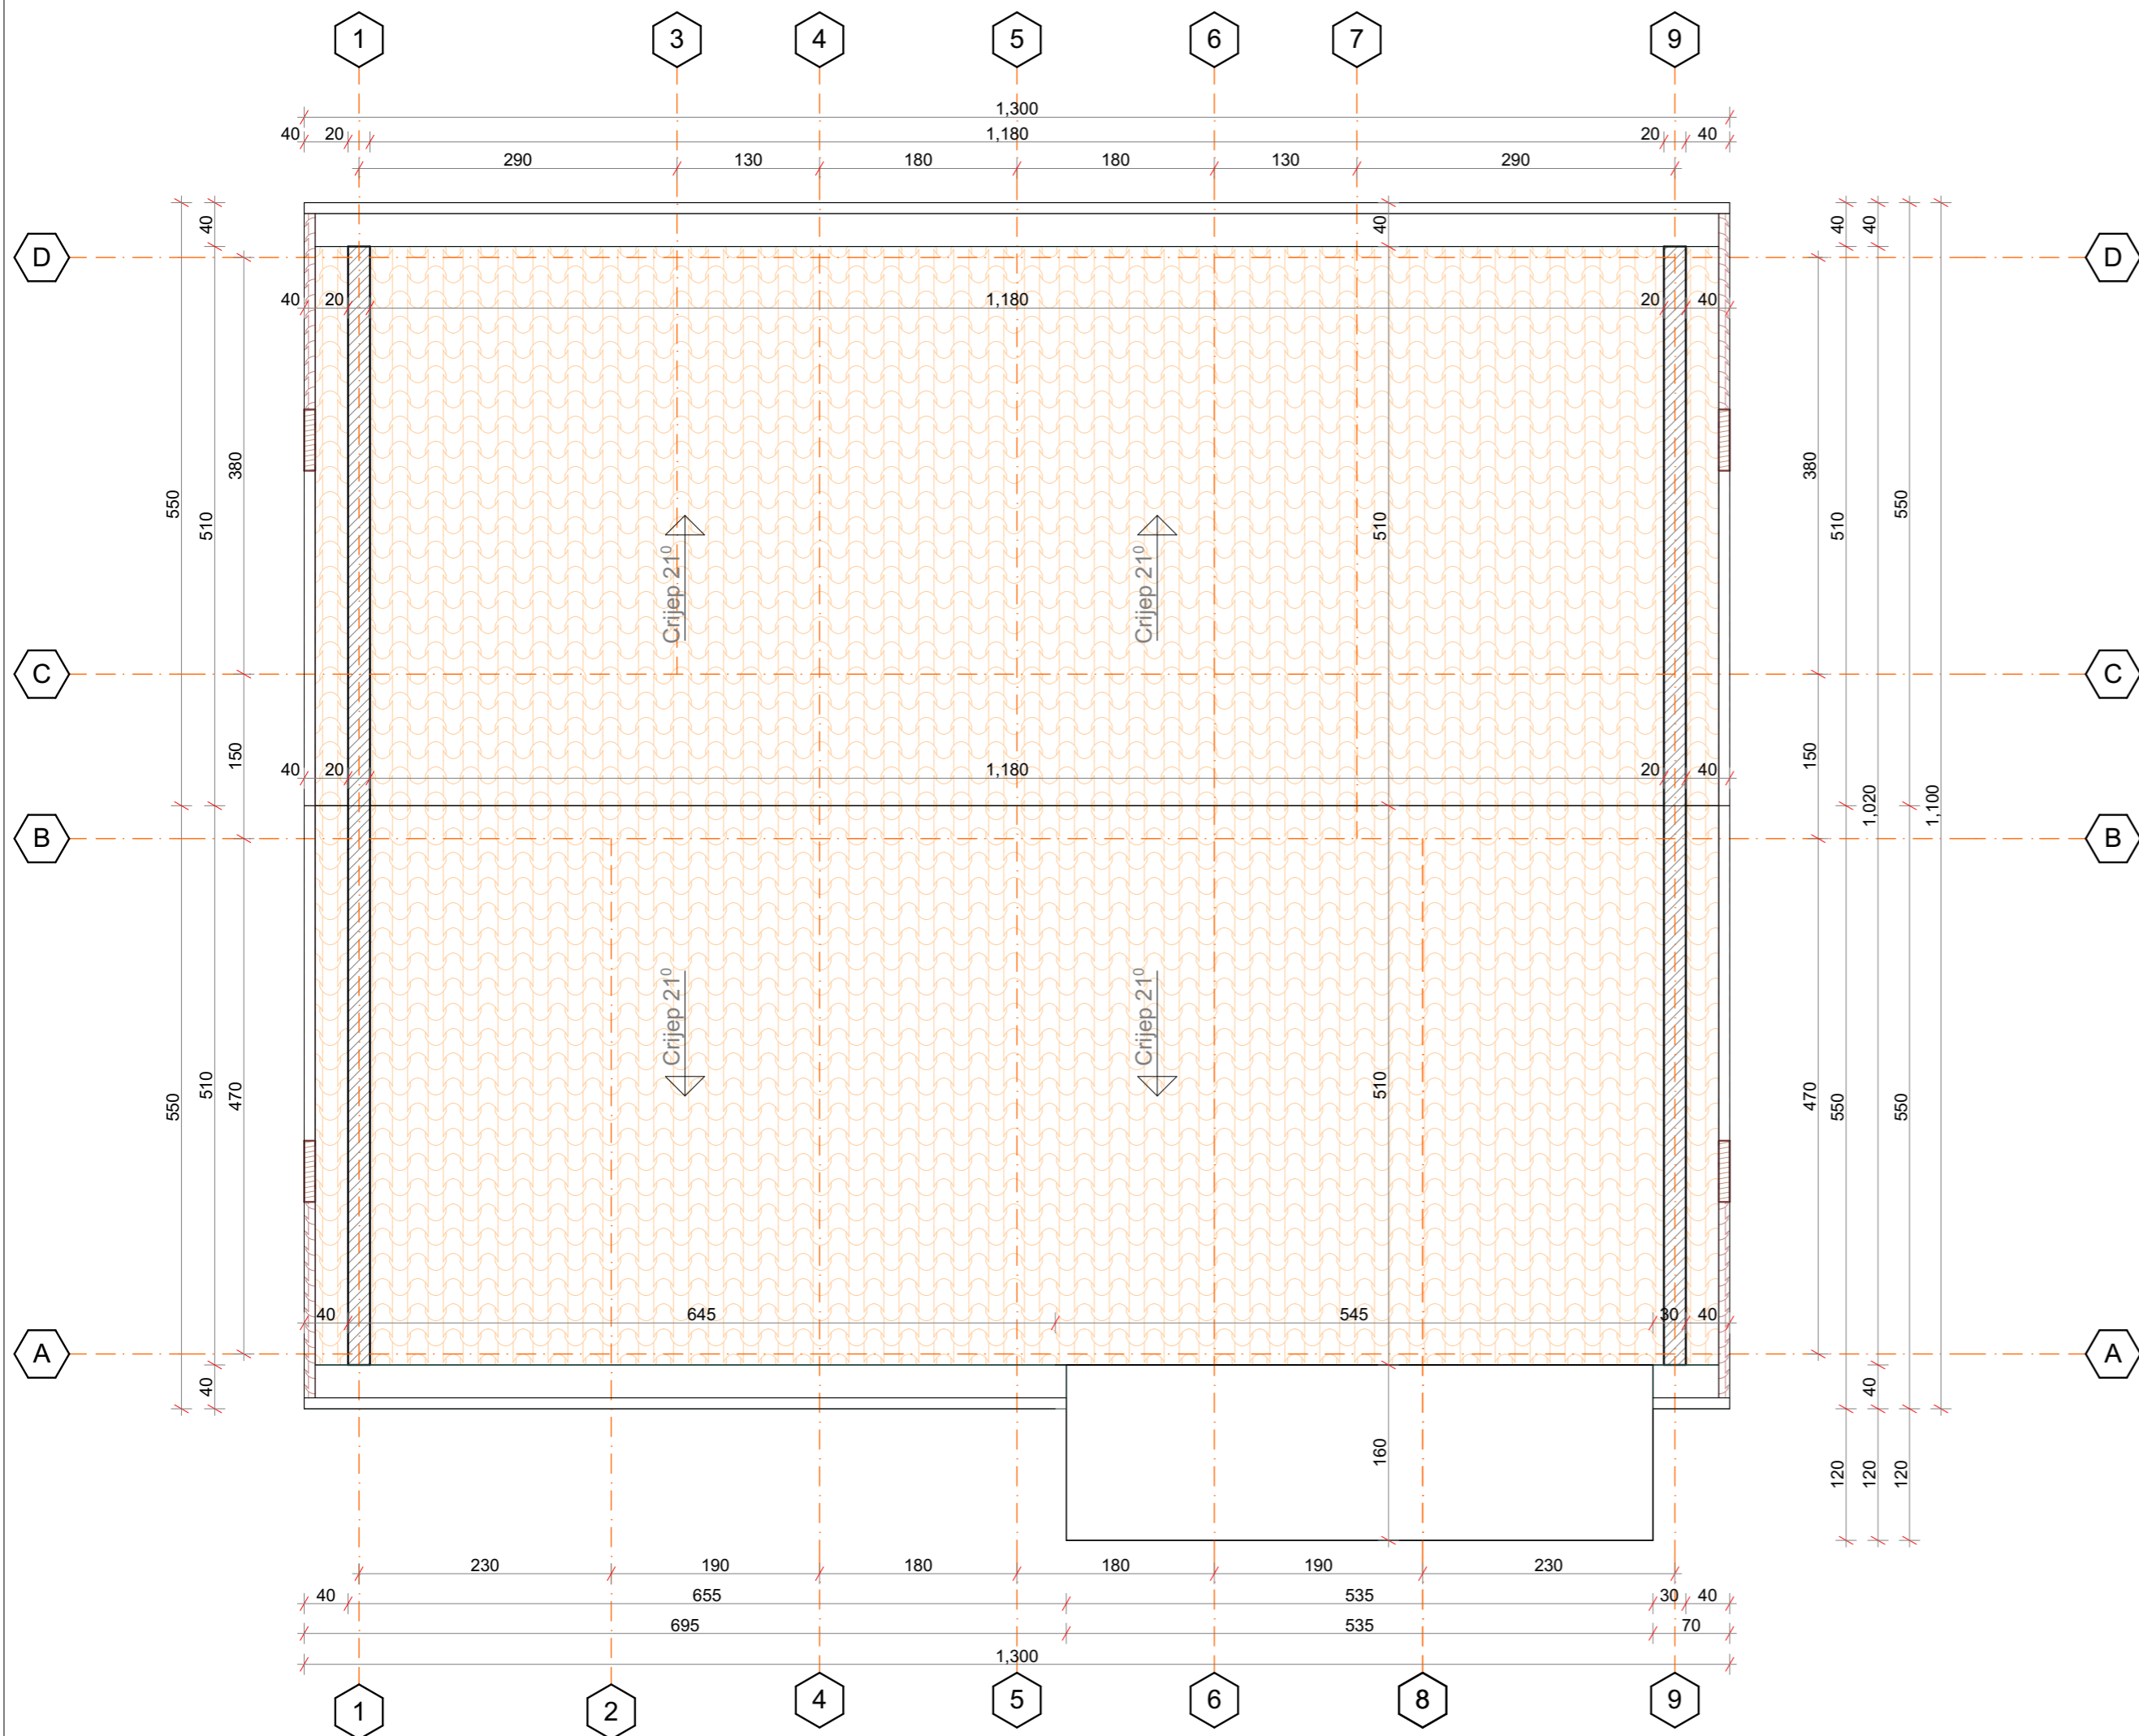 1 3 4 5 6 7 9
1,300
40 20 1,180 20 40
290 130 180 180 130 290
40 40 40 40 40
D D
40 20 1,180 20 40
380 380
550 510 510 510 550
Crijep 21⁰ Crijep 21⁰
C C
150 150
40 20 1,180 20 40
1,020 1,100
B B
Crijep 21⁰ Crijep 21⁰
550 510 470 510 470 550 550
40 645 545 30 40
A A
40 40
160 120 120 120
230 190 180 180 190 230
40 655 535 30 40
695 535 70
1,300
1 2 4 5 6 8 9